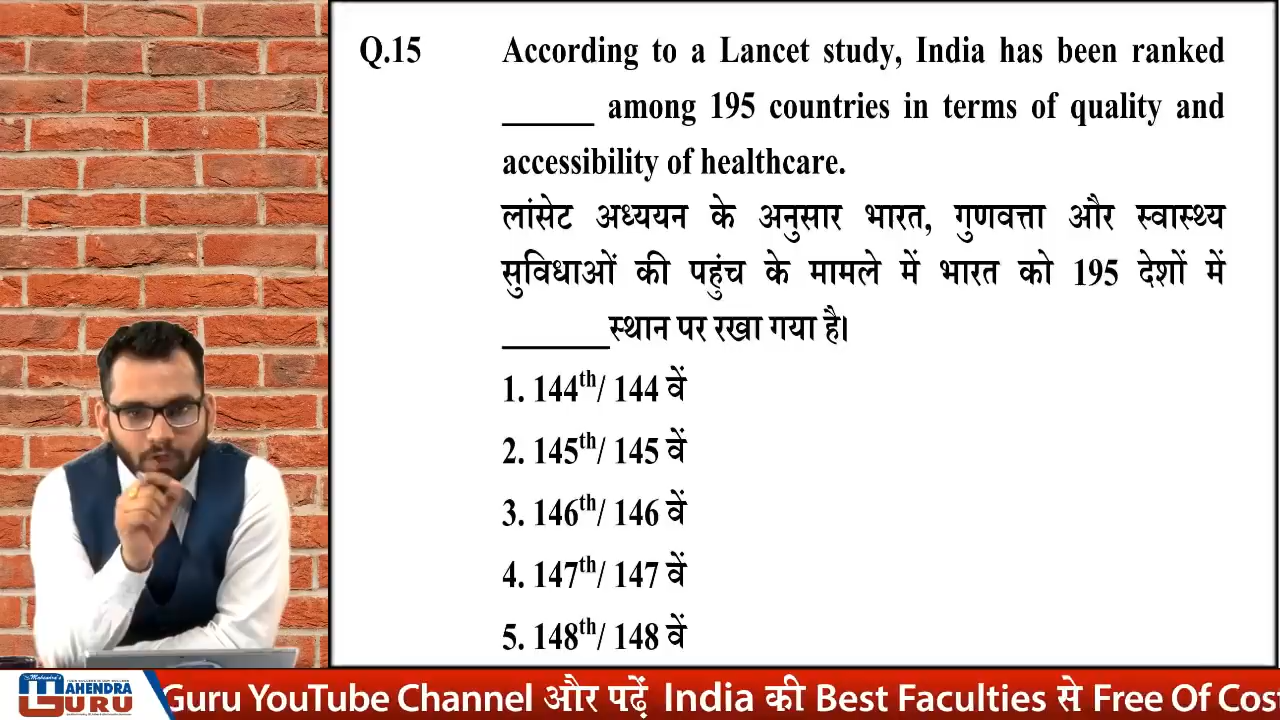 Q.15 According to a Lancet study, India has been ranked
______ among 195 countries in terms of quality and
accessibility of healthcare.
लांसेट अध्ययन के अनुसार भारत, गुणवत्ता और स्वास्थ्य
सुविधाओं की पहुंच के मामले में भारत को 195 देशों में
_______स्थान पर रखा गया है।
1. 144th/ 144 वें
2. 145th/ 145 वें
3. 146th/ 146 वें
4. 147th/ 147 वें
5. 148th/ 148 वें
Mahendra's
MAHENDRA
GURU
Guru YouTube Channel और पढ़ें India की Best Faculties से Free Of Cos